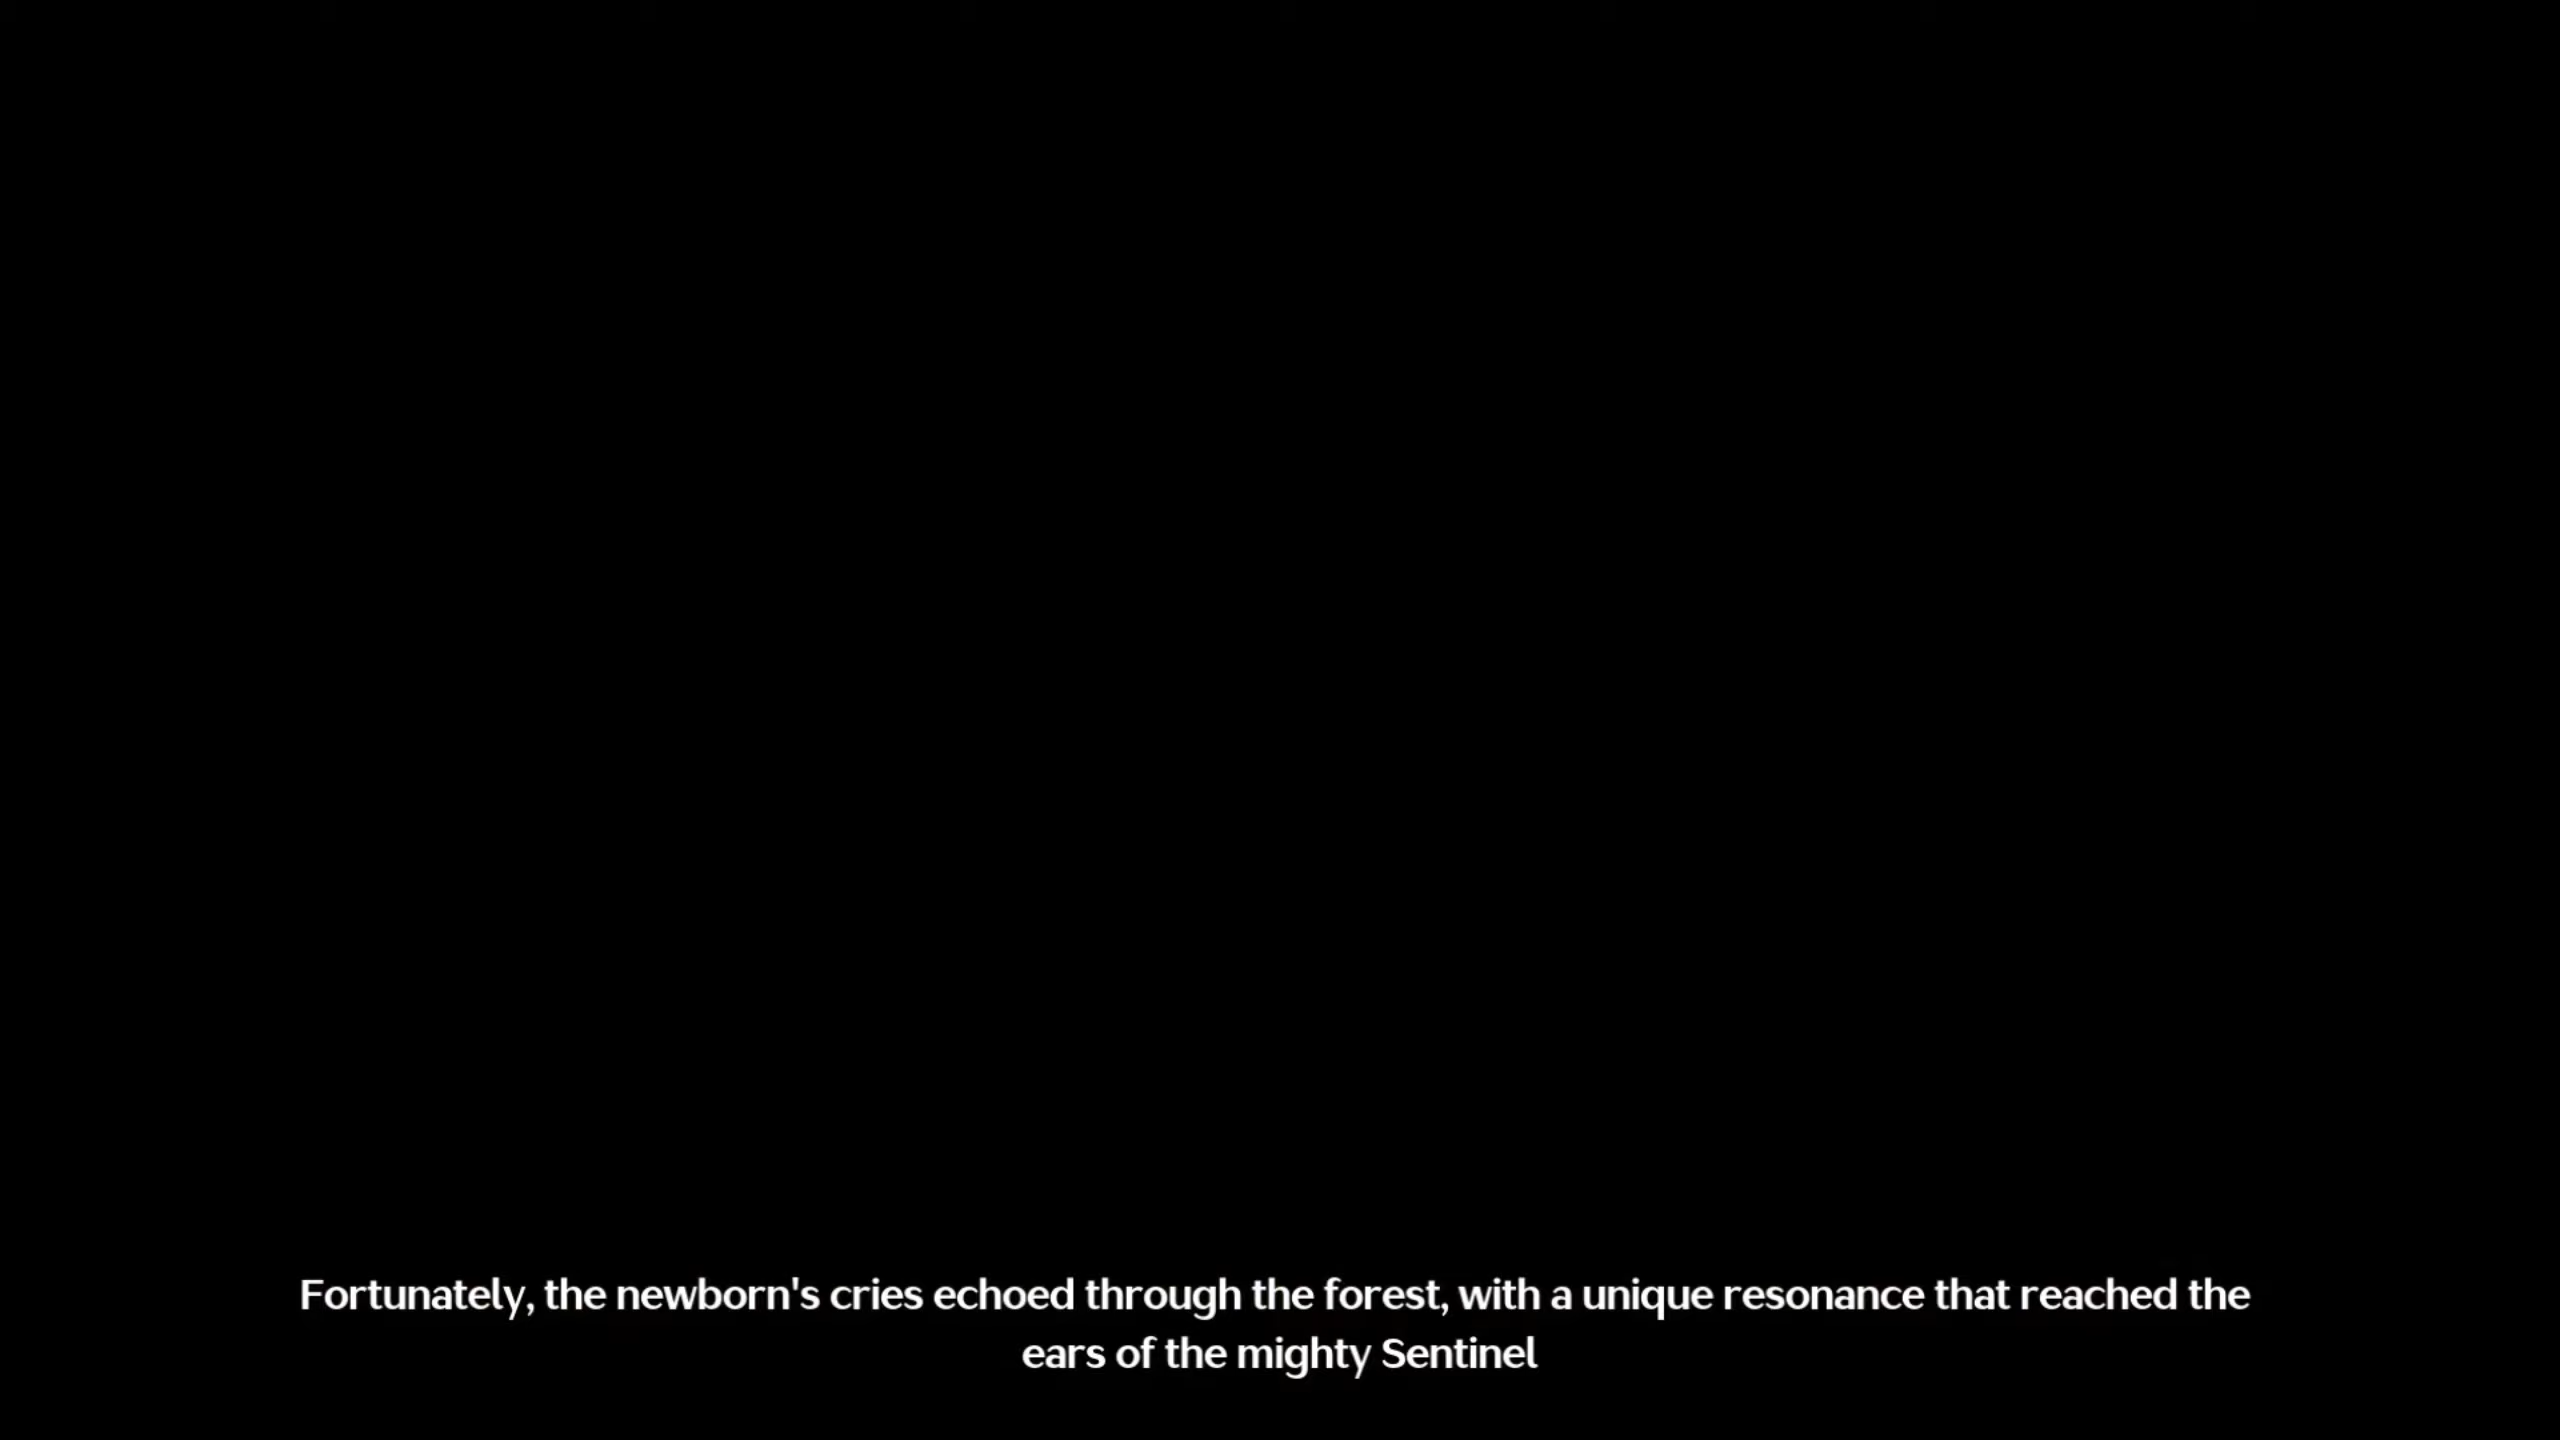 Fortunately, the newborn's cries echoed through the forest, with a unique resonance that reached the
ears of the mighty Sentinel